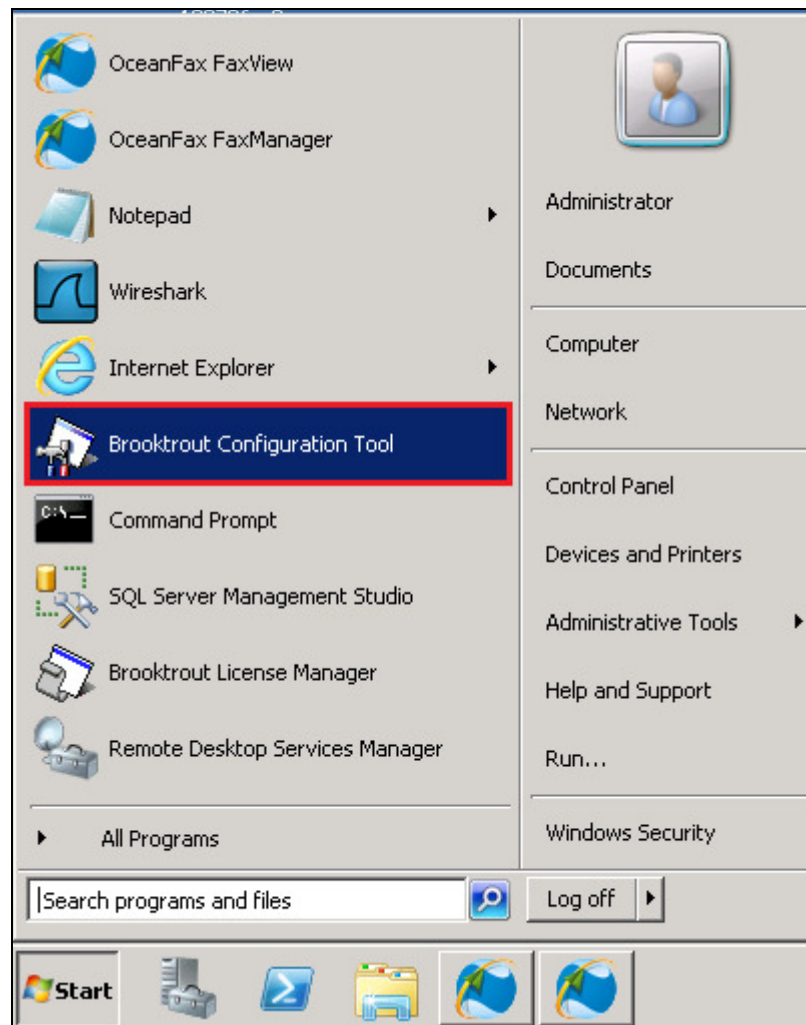 OceanFax FaxView
OceanFax FaxManager
Notepad
Wireshark
Internet Explorer
Brooktrout Configuration Tool
C:\
Command Prompt
SQL Server Management Studio
Brooktrout License Manager
Remote Desktop Services Manager
All Programs
Search programs and files
Administrator
Documents
Computer
Network
Control Panel
Devices and Printers
Administrative Tools
Help and Support
Run...
Windows Security
Log off
Start